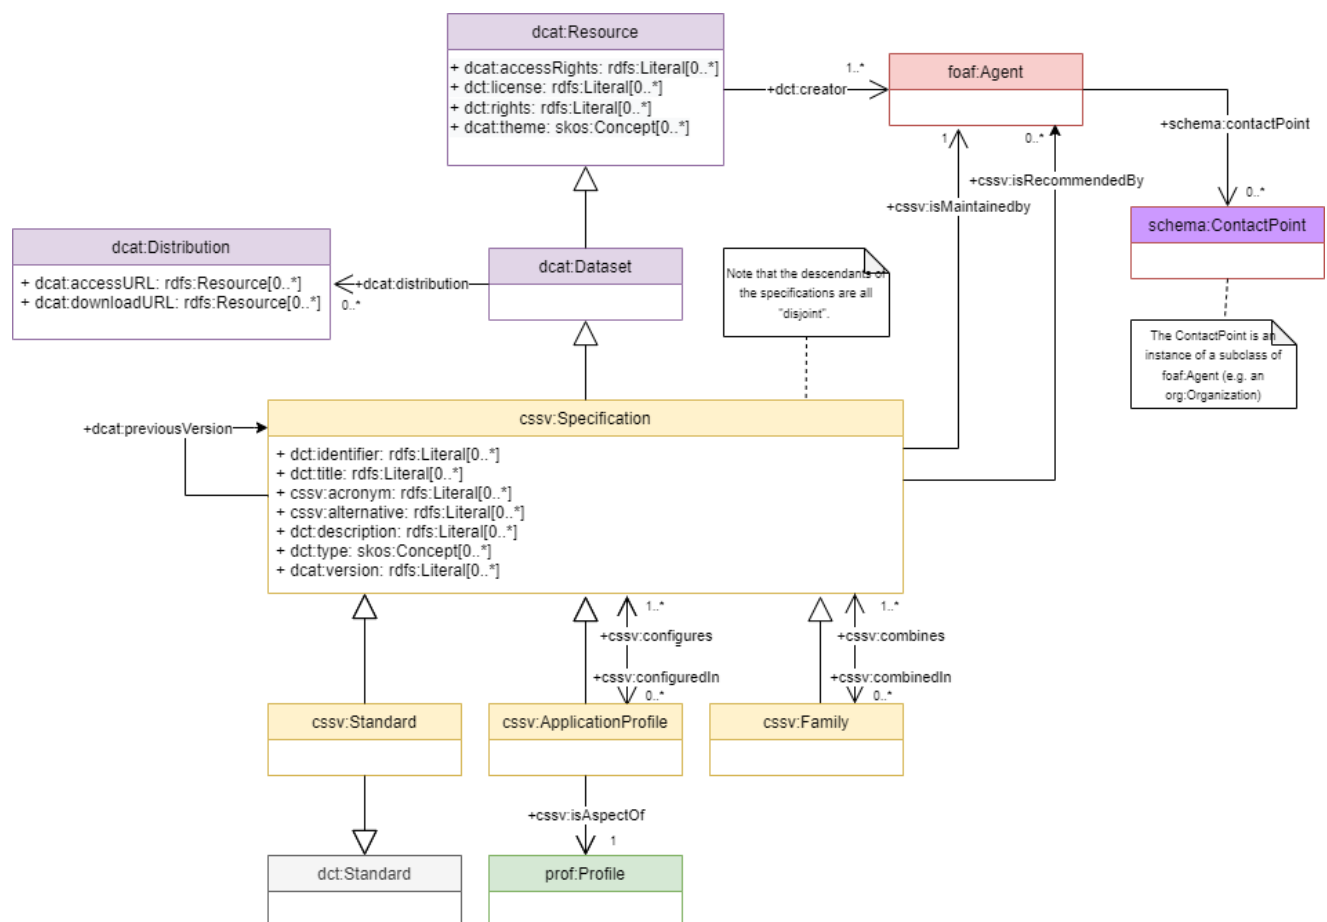 dcat:Resource
+ dcat:accessRights: rdfs:Literal[0..*]
+ dct:license: rdfs:Literal[0..*]
+ dct:rights: rdfs:Literal[0..*]
+ dcat:theme: skos:Concept[0..*]
+dct:creator
1..*
foaf:Agent
+schema:contactPoint
0..*
schema:ContactPoint
The ContactPoint is an
instance of a subclass of
foaf:Agent (e.g. an
org:Organization)
1
0..*
+cssv:isRecommendedBy
+cssv:isMaintainedby
dcat:Distribution
+ dcat:accessURL: rdfs:Resource[0..*]
+ dcat:downloadURL: rdfs:Resource[0..*]
+dcat:distribution
0..*
dcat:Dataset
Note that the descendants of
the specifications are all
"disjoint".
+dcat:previousVersion
cssv:Specification
+ dct:identifier: rdfs:Literal[0..*]
+ dct:title: rdfs:Literal[0..*]
+ cssv:acronym: rdfs:Literal[0..*]
+ cssv:alternative: rdfs:Literal[0..*]
+ dct:description: rdfs:Literal[0..*]
+ dct:type: skos:Concept[0..*]
+ dcat:version: rdfs:Literal[0..*]
1..*
+cssv:configures
+cssv:configuredIn
0..*
1..*
+cssv:combines
+cssv:combinedIn
0..*
cssv:Standard
cssv:ApplicationProfile
cssv:Family
+cssv:isAspectOf
1
dct:Standard
prof:Profile